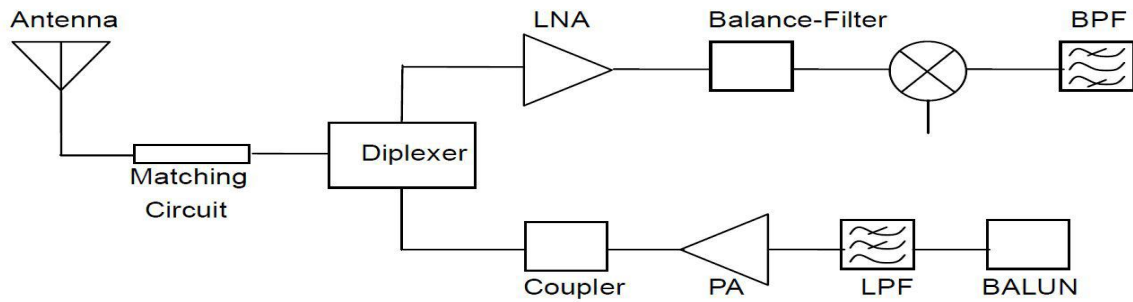 Antenna
LNA
Balance-Filter
BPF
Diplexer
Matching
Circuit
Coupler
PA
LPF
BALUN